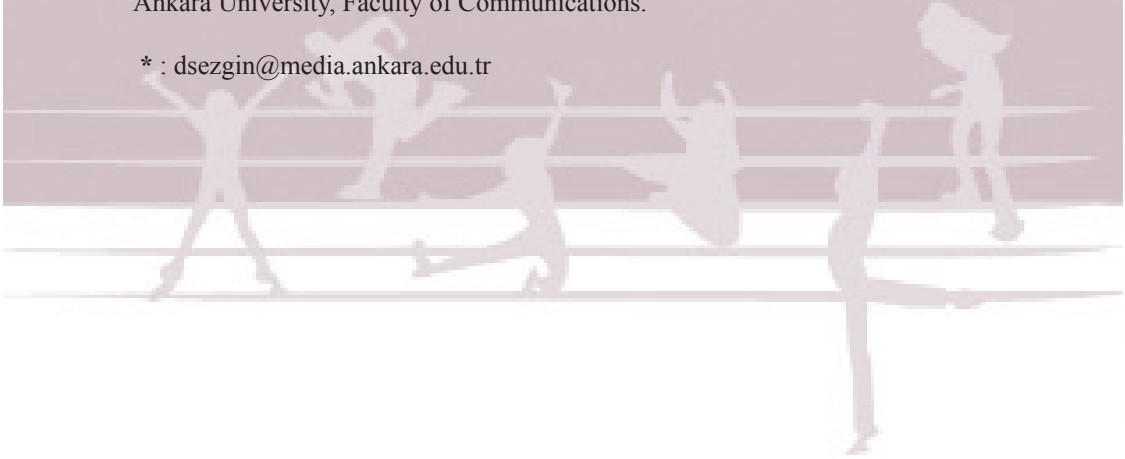 Ankara University, Faculty of Communications.
* : dsezgin@media.ankara.edu.tr